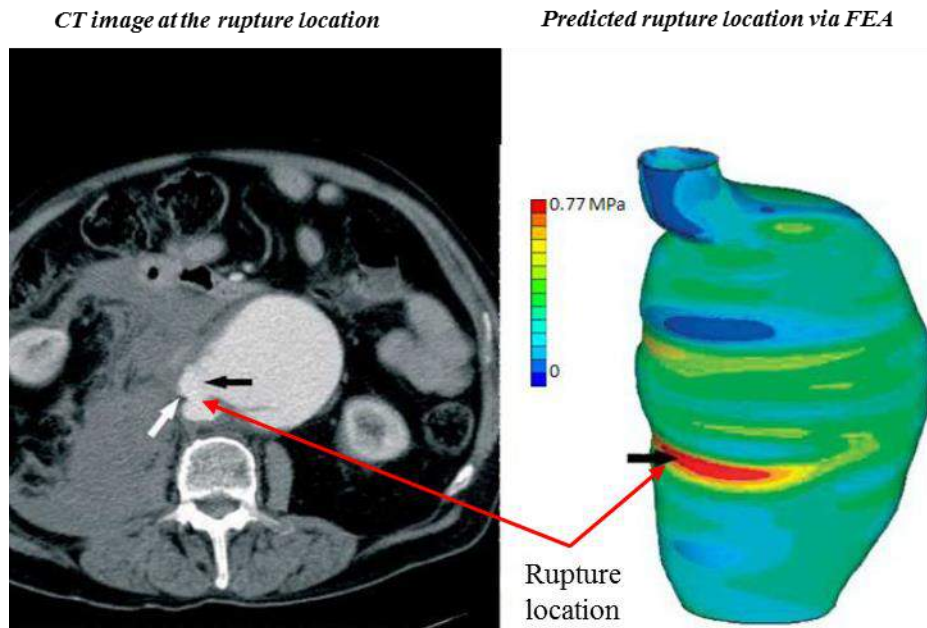 CT image at the rupture location
Predicted rupture location via FEA
0.77 MPa
0
Rupture
location